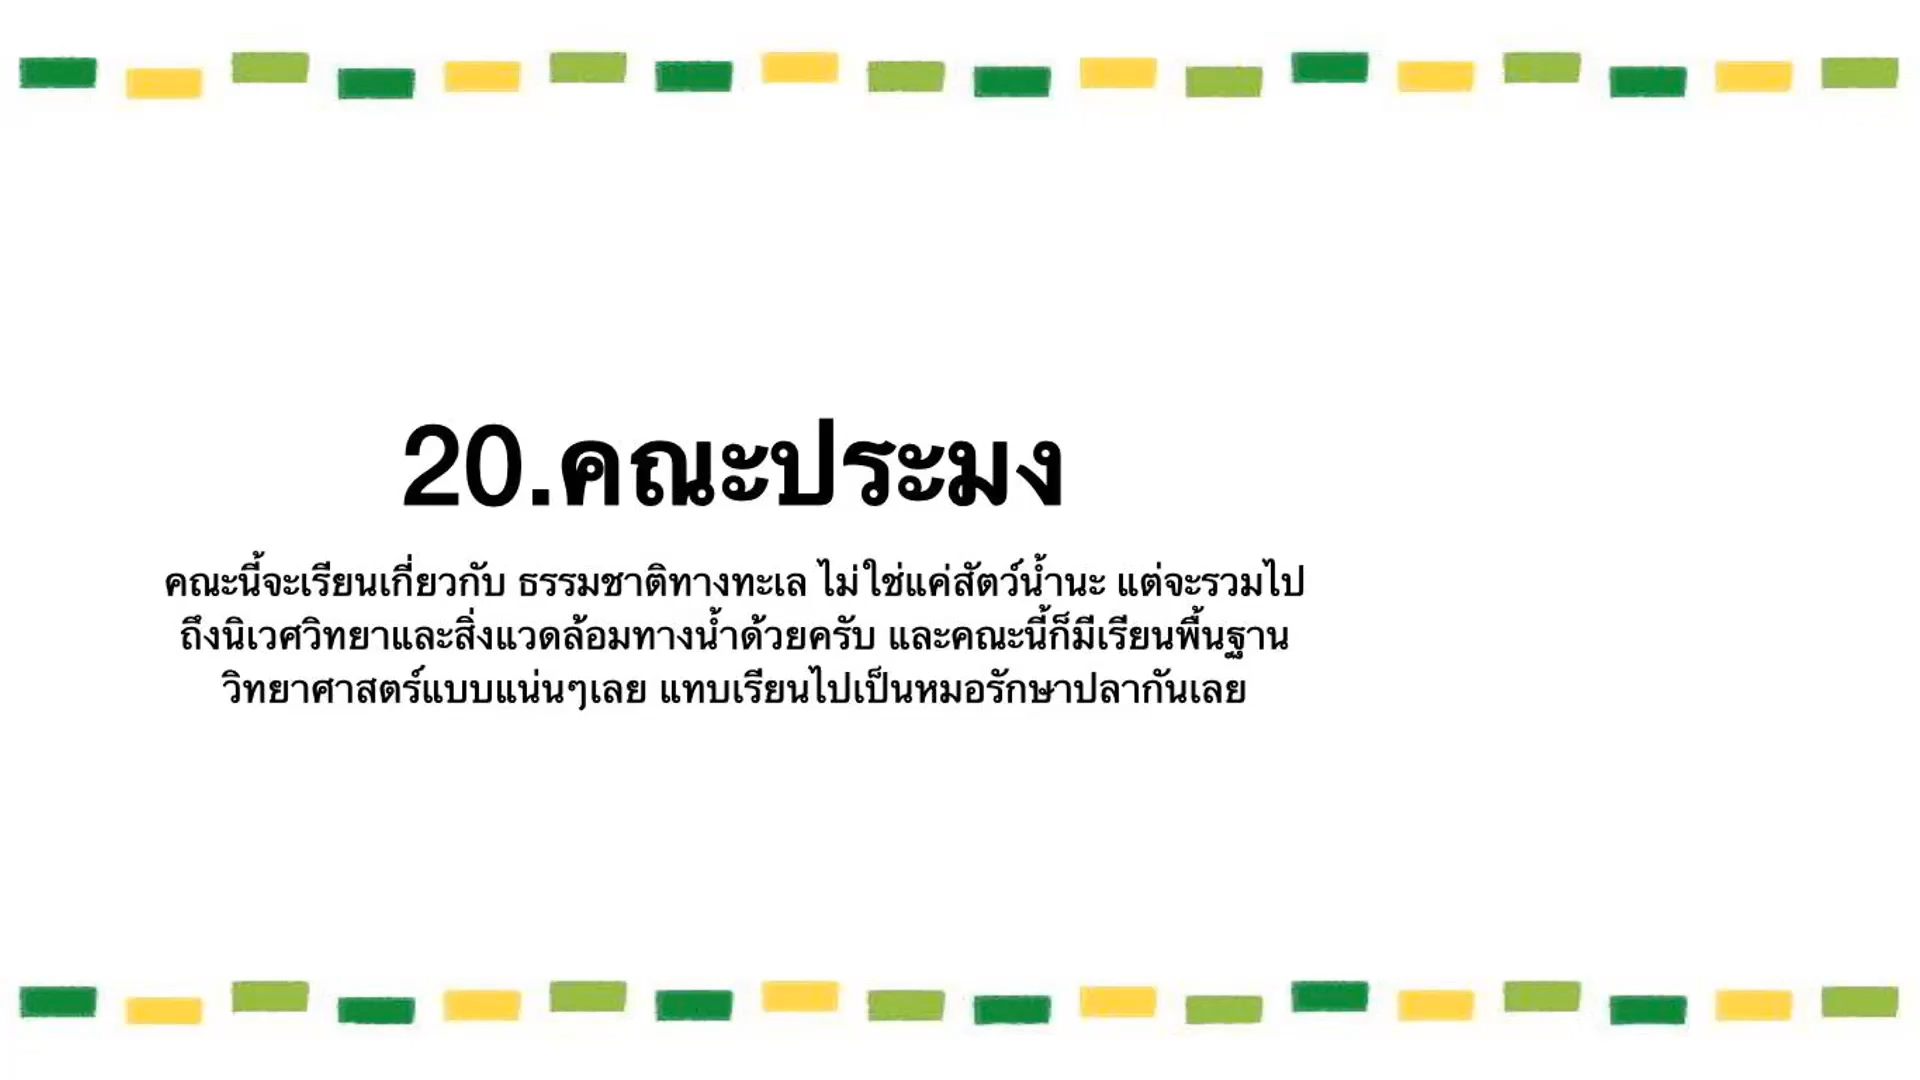 20.คณะประมง
คณะนี้จะเรียนเกี่ยวกับ ธรรมชาติทางทะเล ไม่ใช่แค่สัตว์น้ำนะ แต่จะรวมไป
ถึงนิเวศวิทยาและสิ่งแวดล้อมทางน้ำด้วยครับ และคณะนี้ก็มีเรียนพื้นฐาน
วิทยาศาสตร์แบบแน่นๆเลย แทบเรียนไปเป็นหมอรักษาปลากันเลย